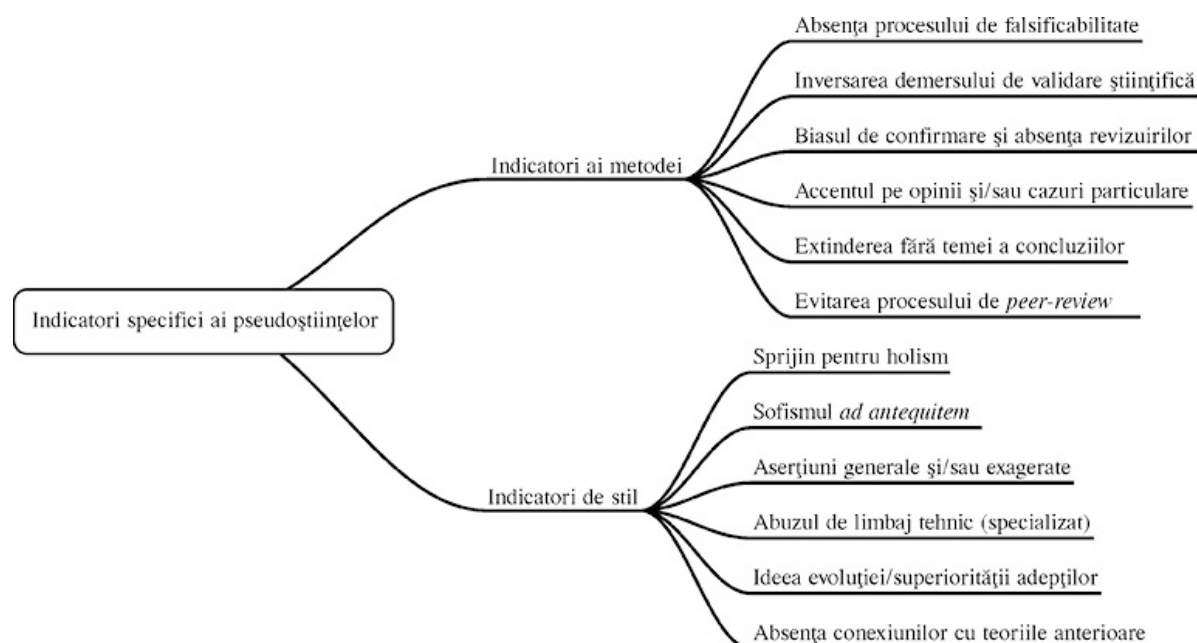 Indicatori specifici ai pseudoştiinţelor
Indicatori ai metodei
Absenţa procesului de falsificabilitate
Inversarea demersului de validare ştiinţifică
Biasul de confirmare şi absenţa revizuirilor
Accentul pe opinii şi/sau cazuri particulare
Extinderea fără temei a concluziilor
Evitarea procesului de peer-review
Indicatori de stil
Sprijin pentru holism
Sofismul ad antequitem
Aserţiuni generale şi/sau exagerate
Abuzul de limbaj tehnic (specializat)
Ideea evoluţiei/superiorităţii adepţilor
Absenţa conexiunilor cu teoriile anterioare